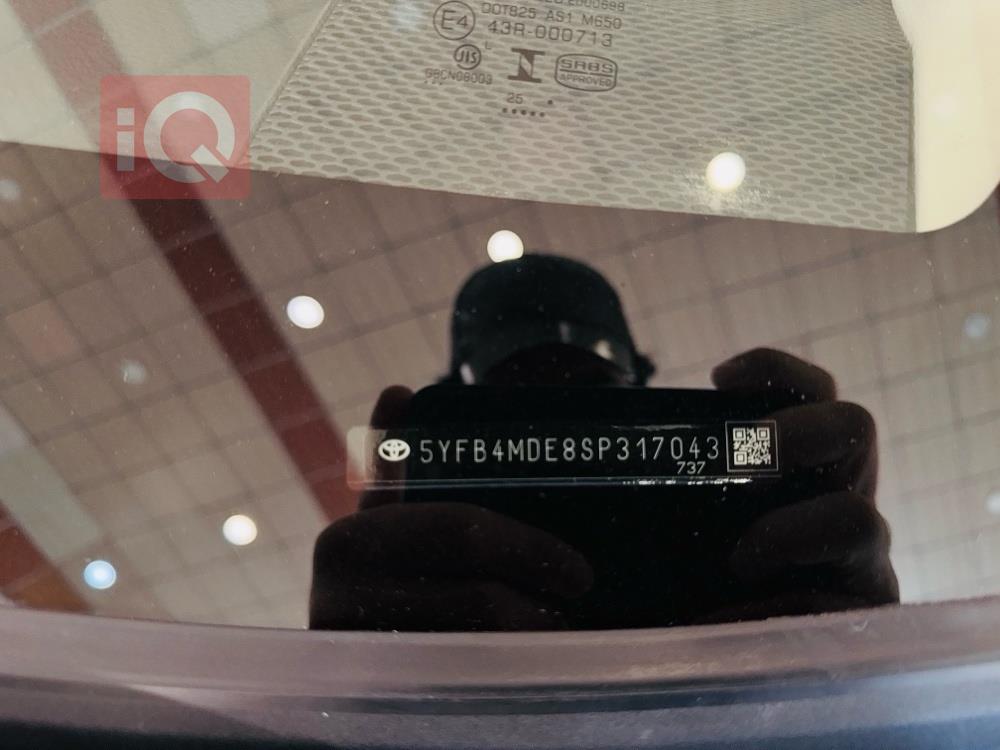 DOT825 AS1 M650
E4
43R-000713
JIS
L
N
SABS
APPROVED
25
iQ
5YFB4MDE8SP317043
737